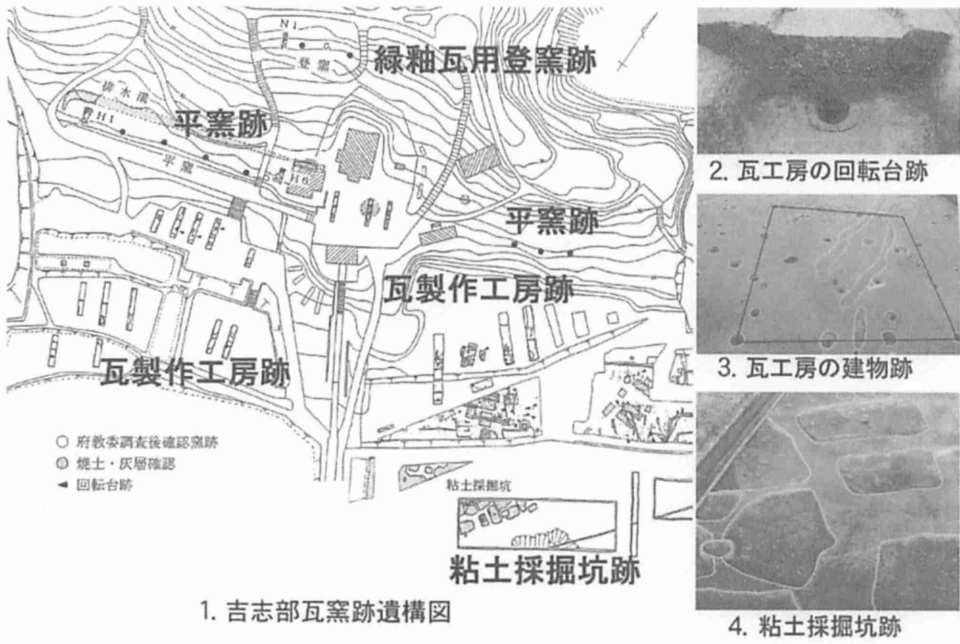 N1
登窯
緑釉瓦用登窯跡
排水溝
平窯跡
H1
平窯
H6
平窯跡
瓦製作工房跡
瓦製作工房跡
○ 府教委調査後確認窯跡
◎ 焼土・灰層確認
◄ 回転台跡
粘土採掘坑
粘土採掘坑跡
1. 吉志部瓦窯跡遺構図
2. 瓦工房の回転台跡
3. 瓦工房の建物跡
4. 粘土採掘坑跡